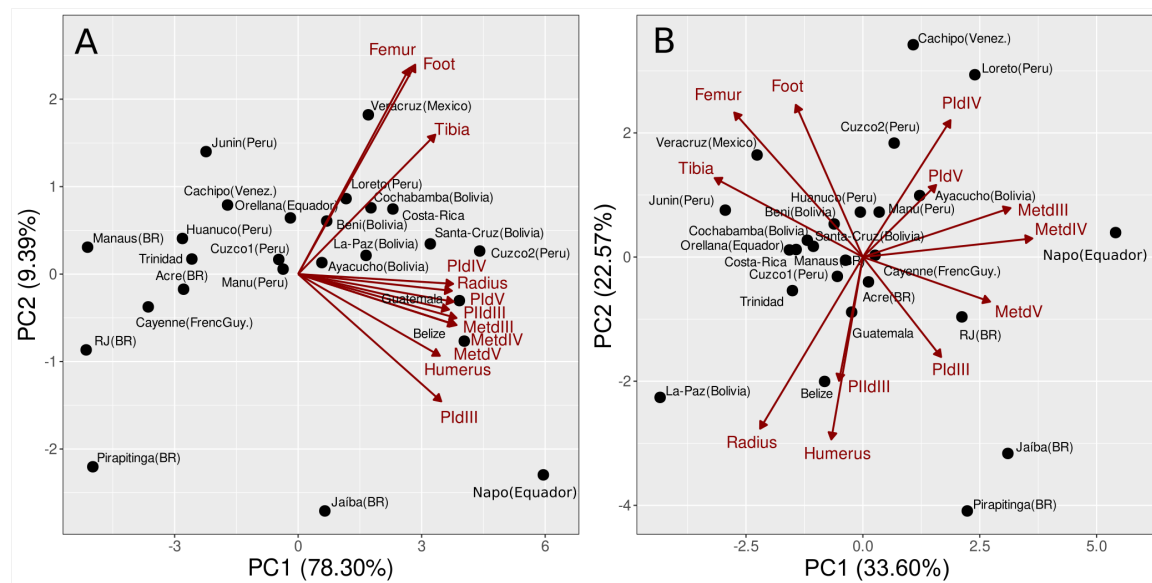 A
Femur
Foot
Veracruz(Mexico)
Tibia
Junin(Peru)
Loreto(Peru)
Cachipo(Venez.)
Cochabamba(Bolivia)
Orellana(Equador)
Costa-Rica
Beni(Bolivia)
Huanuco(Peru)
Santa-Cruz(Bolivia)
Manaus(BR)
La-Paz(Bolivia)
Cuzco1(Peru)
Cuzco2(Peru)
Trinidad
Ayacucho(Bolivia)
PldIV
Acre(BR)
Manu(Peru)
Radius
Guatemala
PldV
PIIdIII
Cayenne(FrencGuy.)
MetdIII
Belize
MetdIV
RJ(BR)
MetdV
Humerus
PldIII
Pirapitinga(BR)
Napo(Equador)
Jaíba(BR)
2
1
0
-1
-2
-3
0
3
6
PC2 (9.39%)
PC1 (78.30%)
B
Cachipo(Venez.)
Loreto(Peru)
Foot
Femur
PldIV
Cuzco2(Peru)
Veracruz(Mexico)
Tibia
PldV
Junin(Peru)
Huanuco(Peru)
Ayacucho(Bolivia)
Beni(Bolivia)
Manu(Peru)
MetdIII
Cochabamba(Bolivia)
Santa-Cruz(Bolivia)
MetdIV
Orellana(Equador)
Napo(Equador)
Costa-Rica
Manaus(BR)
Cuzco1(Peru)
Cayenne(FrencGuy.)
Trinidad
Acre(BR)
MetdV
Guatemala
RJ(BR)
PldIII
La-Paz(Bolivia)
Belize
PIIdIII
Radius
Humerus
Jaíba(BR)
Pirapitinga(BR)
2
0
-2
-4
-2.5
0.0
2.5
5.0
PC2 (22.57%)
PC1 (33.60%)